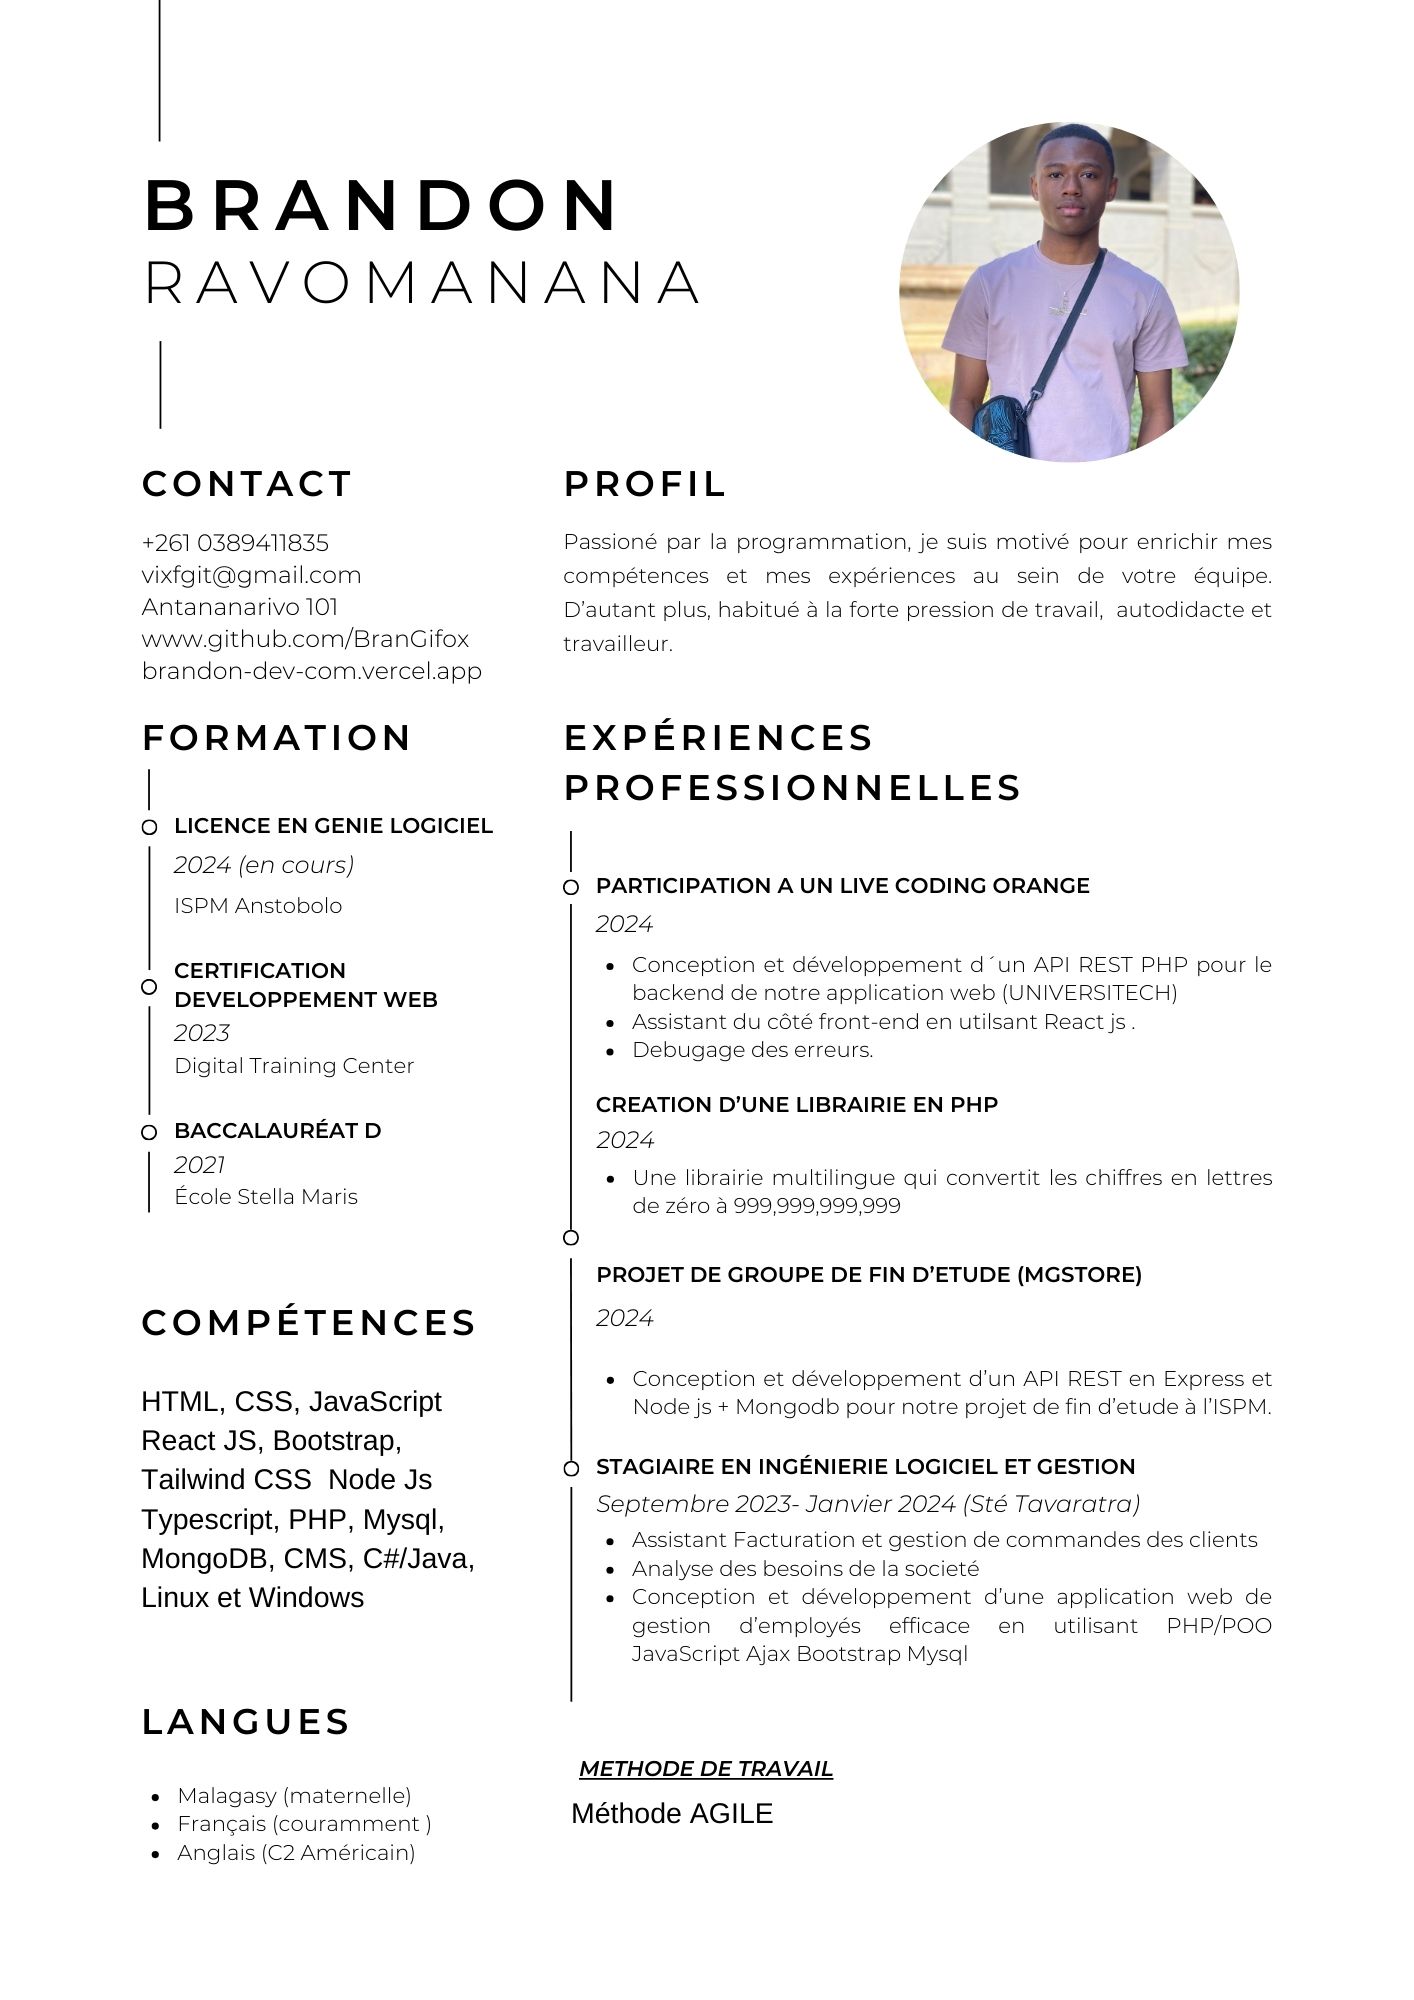 BRANDON
RAVOMANANA
CONTACT
+261 0389411835
vixfgit@gmail.com
Antananarivo 101
www.github.com/BranGifox
brandon-dev-com.vercel.app
PROFIL
Passioné par la programmation, je suis motivé pour enrichir mes
compétences et mes expériences au sein de votre équipe.
D'autant plus, habitué à la forte pression de travail, autodidacte et
travailleur.
FORMATION
LICENCE EN GENIE LOGICIEL
2024 (en cours)
ISPM Anstobolo
CERTIFICATION
DEVELOPPEMENT WEB
2023
Digital Training Center
BACCALAURÉAT D
2021
École Stella Maris
COMPÉTENCES
HTML, CSS, JavaScript
React JS, Bootstrap,
Tailwind CSS  Node Js
Typescript, PHP, Mysql,
MongoDB, CMS, C#/Java,
Linux et Windows
LANGUES
• Malagasy (maternelle)
• Français (couramment )
• Anglais (C2 Américain)
EXPÉRIENCES
PROFESSIONNELLES
PARTICIPATION A UN LIVE CODING ORANGE
2024
• Conception et développement d´un API REST PHP pour le
backend de notre application web (UNIVERSITECH)
• Assistant du côté front-end en utilsant React js .
• Debugage des erreurs.
CREATION D'UNE LIBRAIRIE EN PHP
2024
• Une librairie multilingue qui convertit les chiffres en lettres
de zéro à 999,999,999,999
PROJET DE GROUPE DE FIN D'ETUDE (MGSTORE)
2024
• Conception et développement d'un API REST en Express et
Node js + Mongodb pour notre projet de fin d'etude à l'ISPM.
STAGIAIRE EN INGÉNIERIE LOGICIEL ET GESTION
Septembre 2023- Janvier 2024 (Sté Tavaratra)
• Assistant Facturation et gestion de commandes des clients
• Analyse des besoins de la societé
• Conception et développement d'une application web de
gestion d'employés efficace en utilisant PHP/POO
JavaScript Ajax Bootstrap Mysql
METHODE DE TRAVAIL
Méthode AGILE